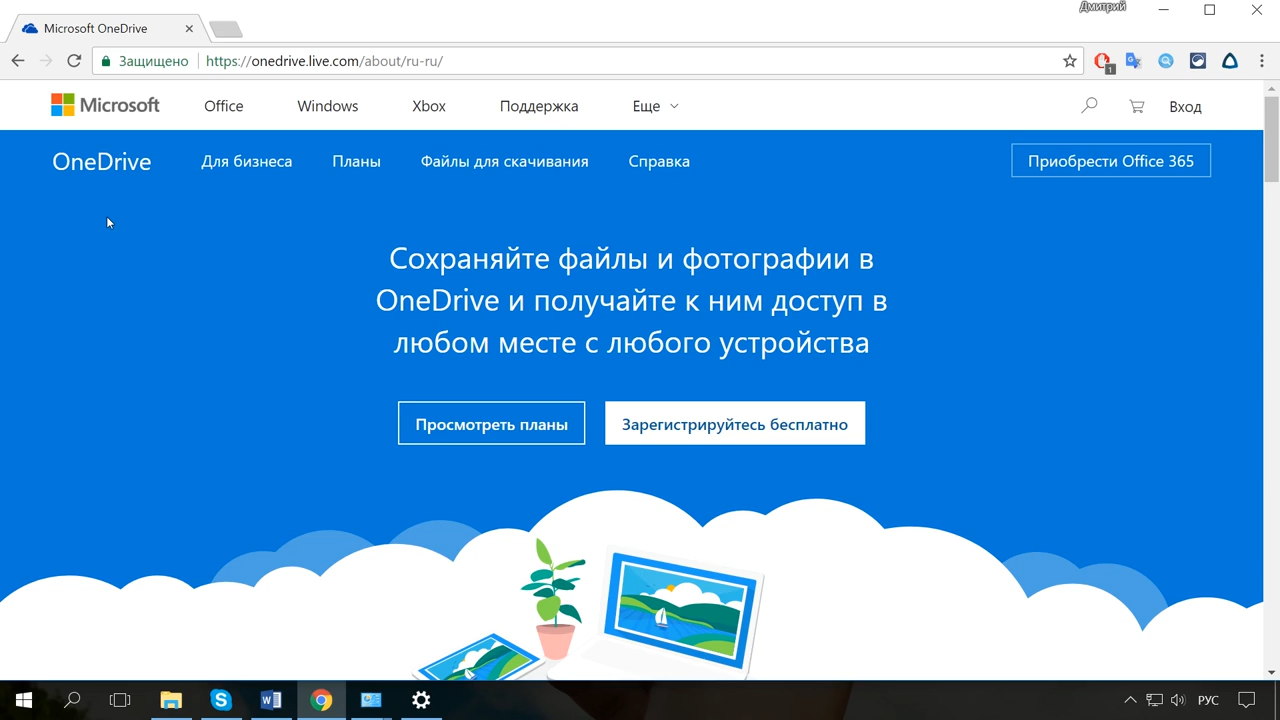 Microsoft OneDrive
Дмитрий
Защищено https://onedrive.live.com/about/ru-ru/
1
Microsoft Office Windows Xbox Поддержка Еще Вход
OneDrive Для бизнеса Планы Файлы для скачивания Справка Приобрести Office 365
Сохраняйте файлы и фотографии в
OneDrive и получайте к ним доступ в
любом месте с любого устройства
Просмотреть планы Зарегистрируйтесь бесплатно
РУС